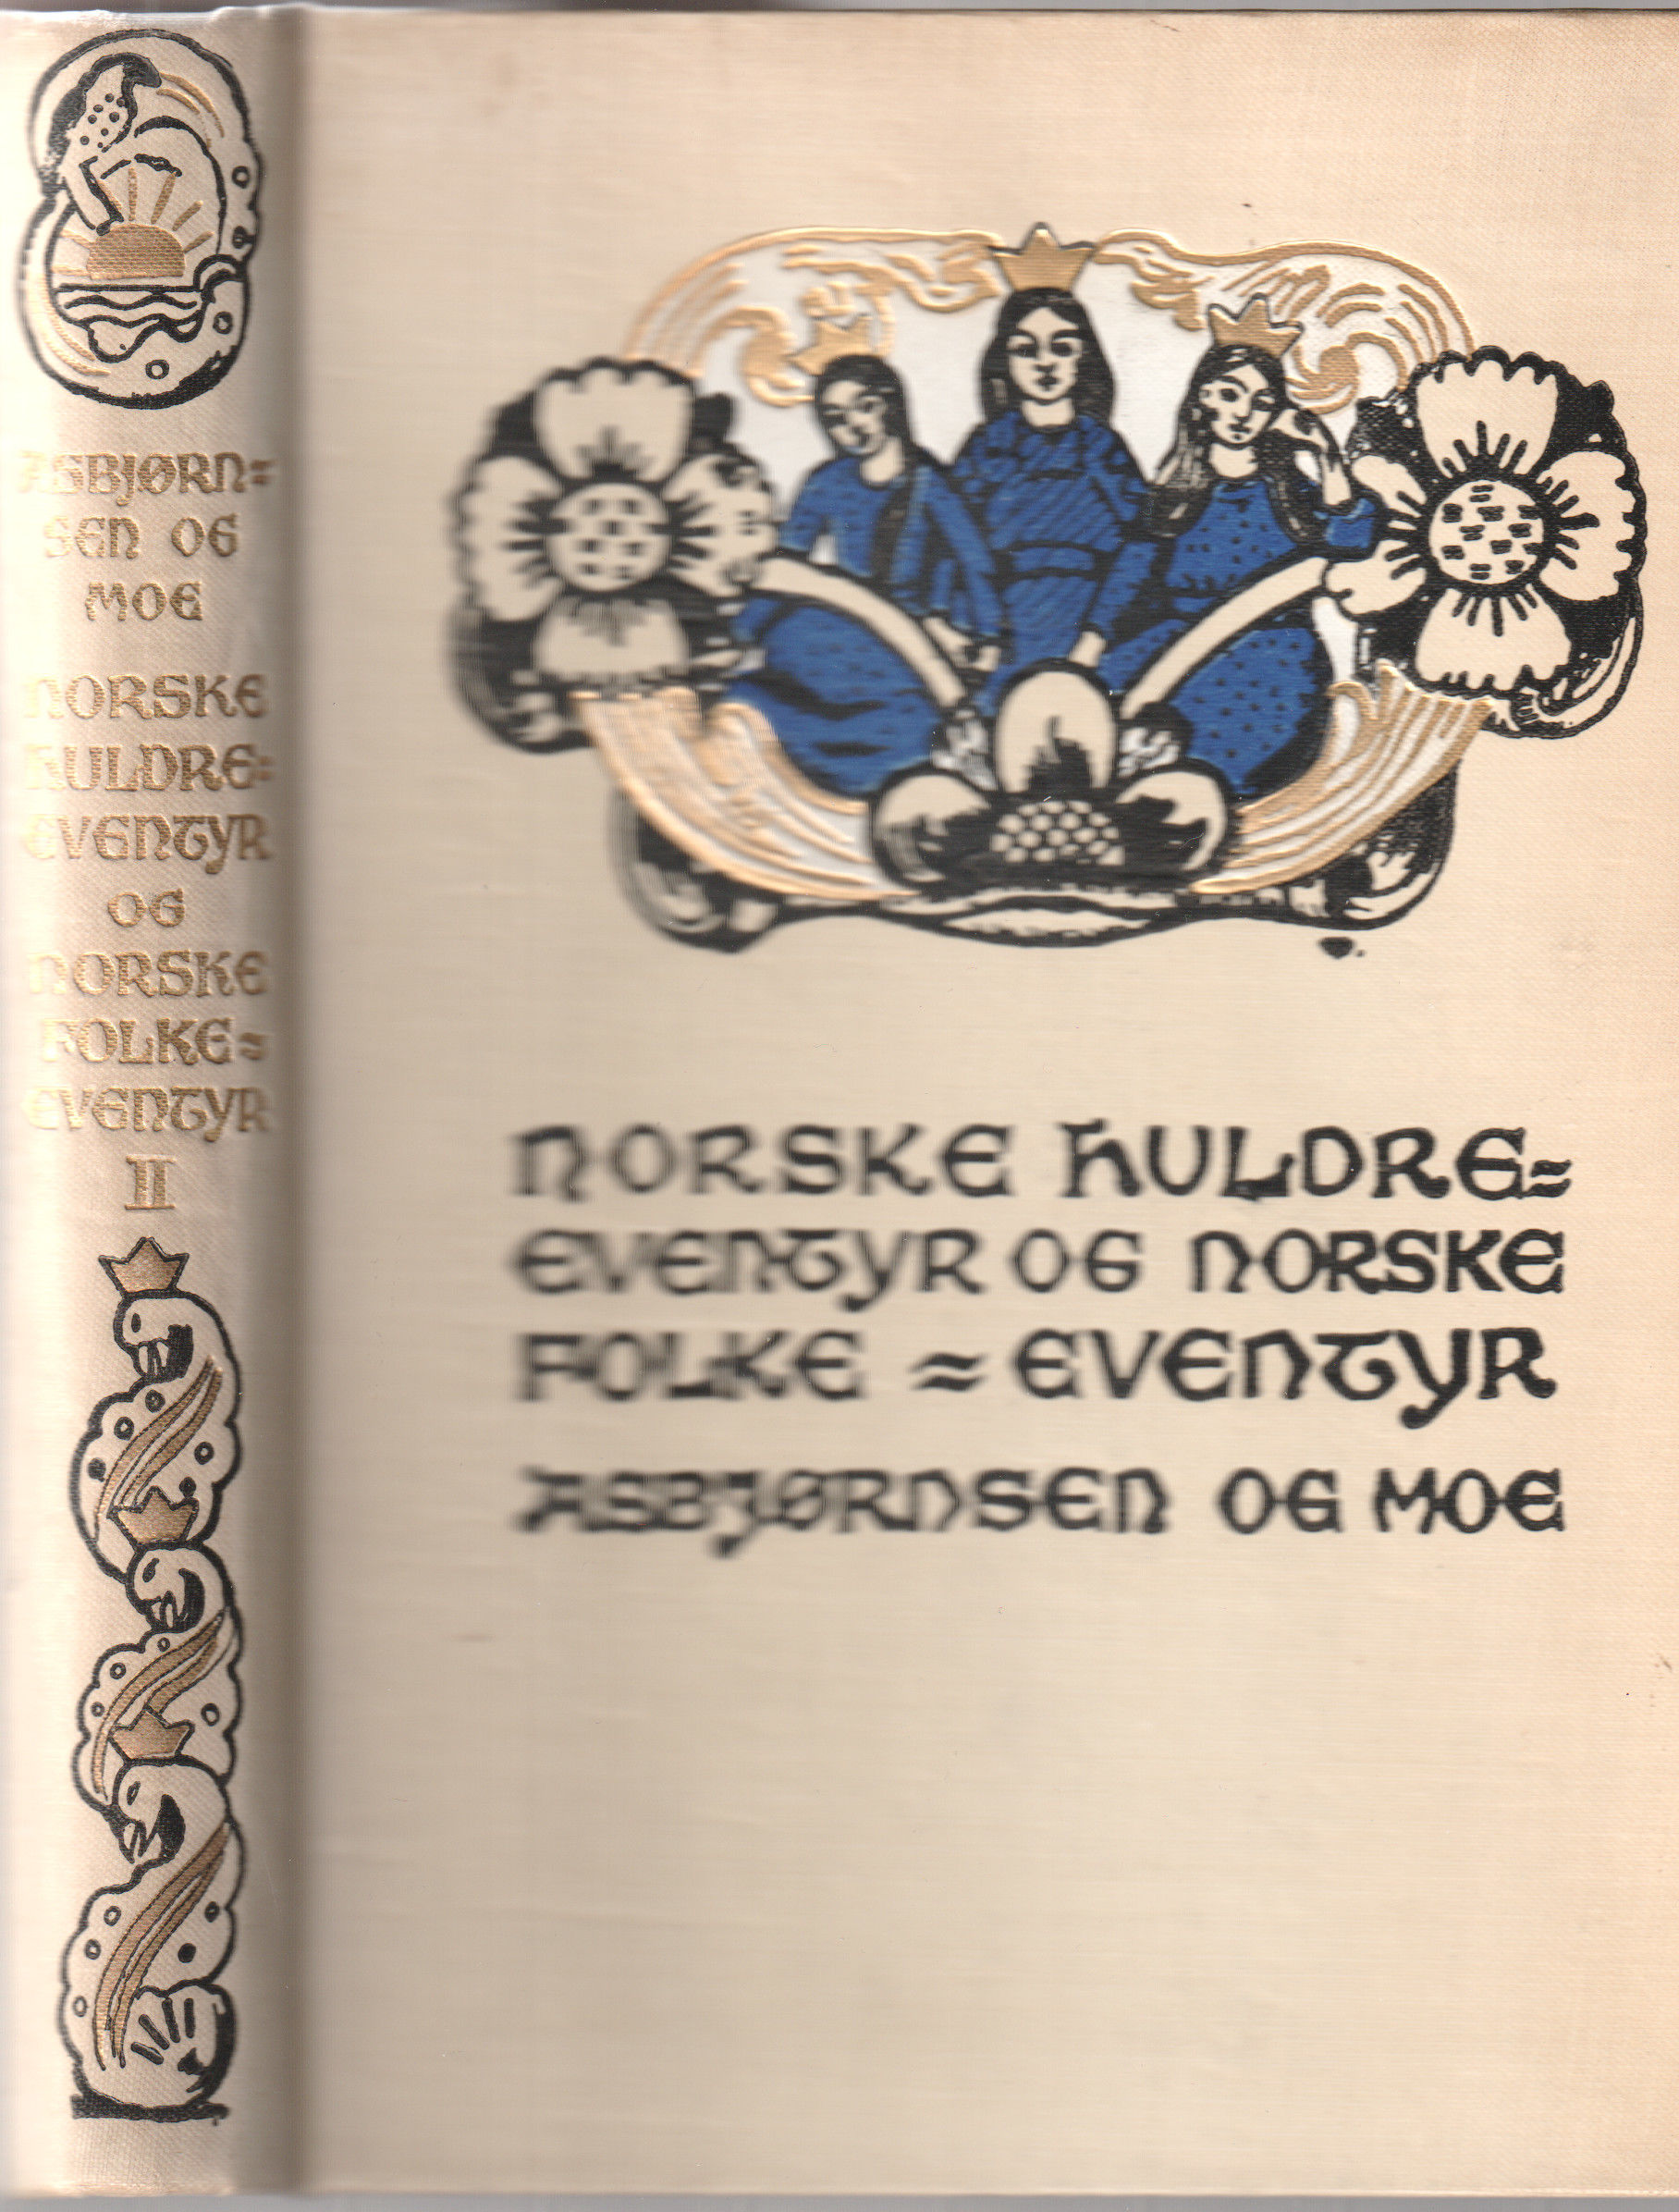 ASBJØRN=
SEN OG
MOE
NORSKE
HULDRE=
EVENTYR
OG
NORSKE
FOLKE=
EVENTYR
II
NORSKE HULDRE=
EVENTYR OG NORSKE
FOLKE = EVENTYR
ASBJØRNSEN OG MOE